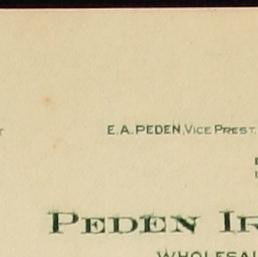 E.A.PEDEN, VICE PREST.
PEDEN IR
WHOLESAL